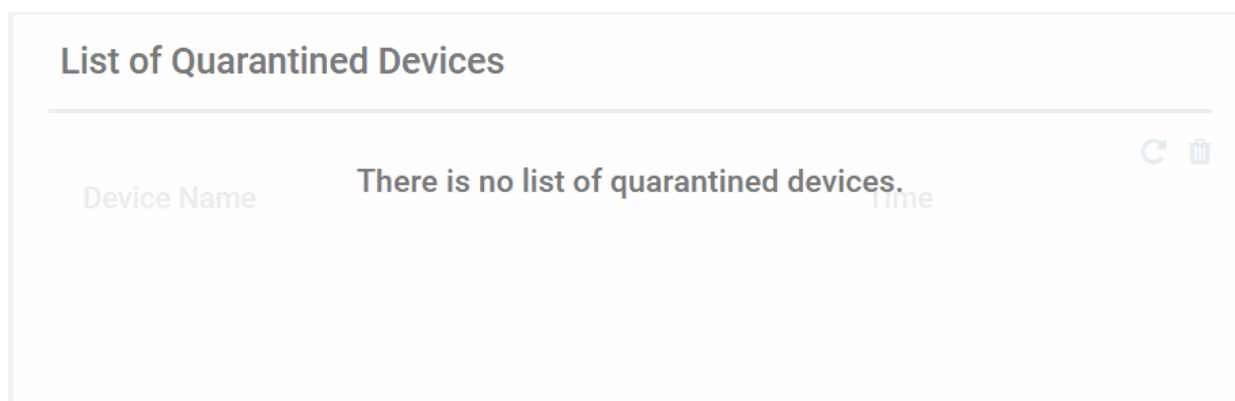 List of Quarantined Devices
There is no list of quarantined devices.
Device Name
Time